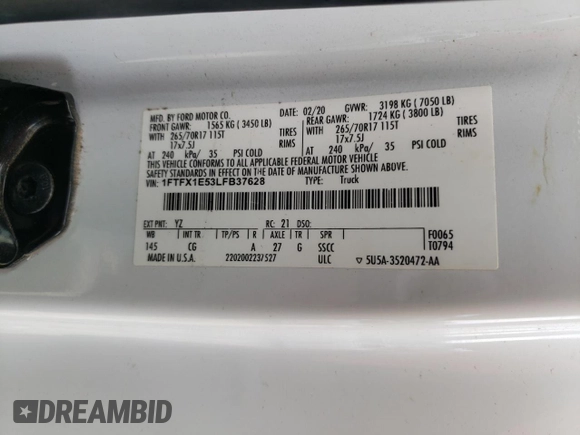 MFD. BY FORD MOTOR CO. DATE: 02/20 GVWR: 3198 KG ( 7050 LB)
FRONT GAWR: 1565 KG ( 3450 LB) REAR GAWR: 1724 KG ( 3800 LB)
WITH 265/70R17 115T TIRES WITH 265/70R17 115T TIRES
17x7.5J RIMS 17x7.5J RIMS
AT 240 kPa/ 35 PSI COLD AT 240 kPa/ 35 PSI COLD
THIS VEHICLE CONFORMS TO ALL APPLICABLE FEDERAL MOTOR VEHICLE
SAFETY STANDARDS IN EFFECT ON THE DATE OF MANUFACTURE SHOWN ABOVE.
VIN: 1FTFX1E53LFB37628 TYPE: Truck
EXT PNT: YZ RC: 21 DSO: F0065
WB INT TR TP/PS R AXLE TR SPR T0794
145 CG A 27 G SSCC
MADE IN U.S.A. 2202002237527 ULC ▽ 5U5A-3520472-AA
DREAMBID